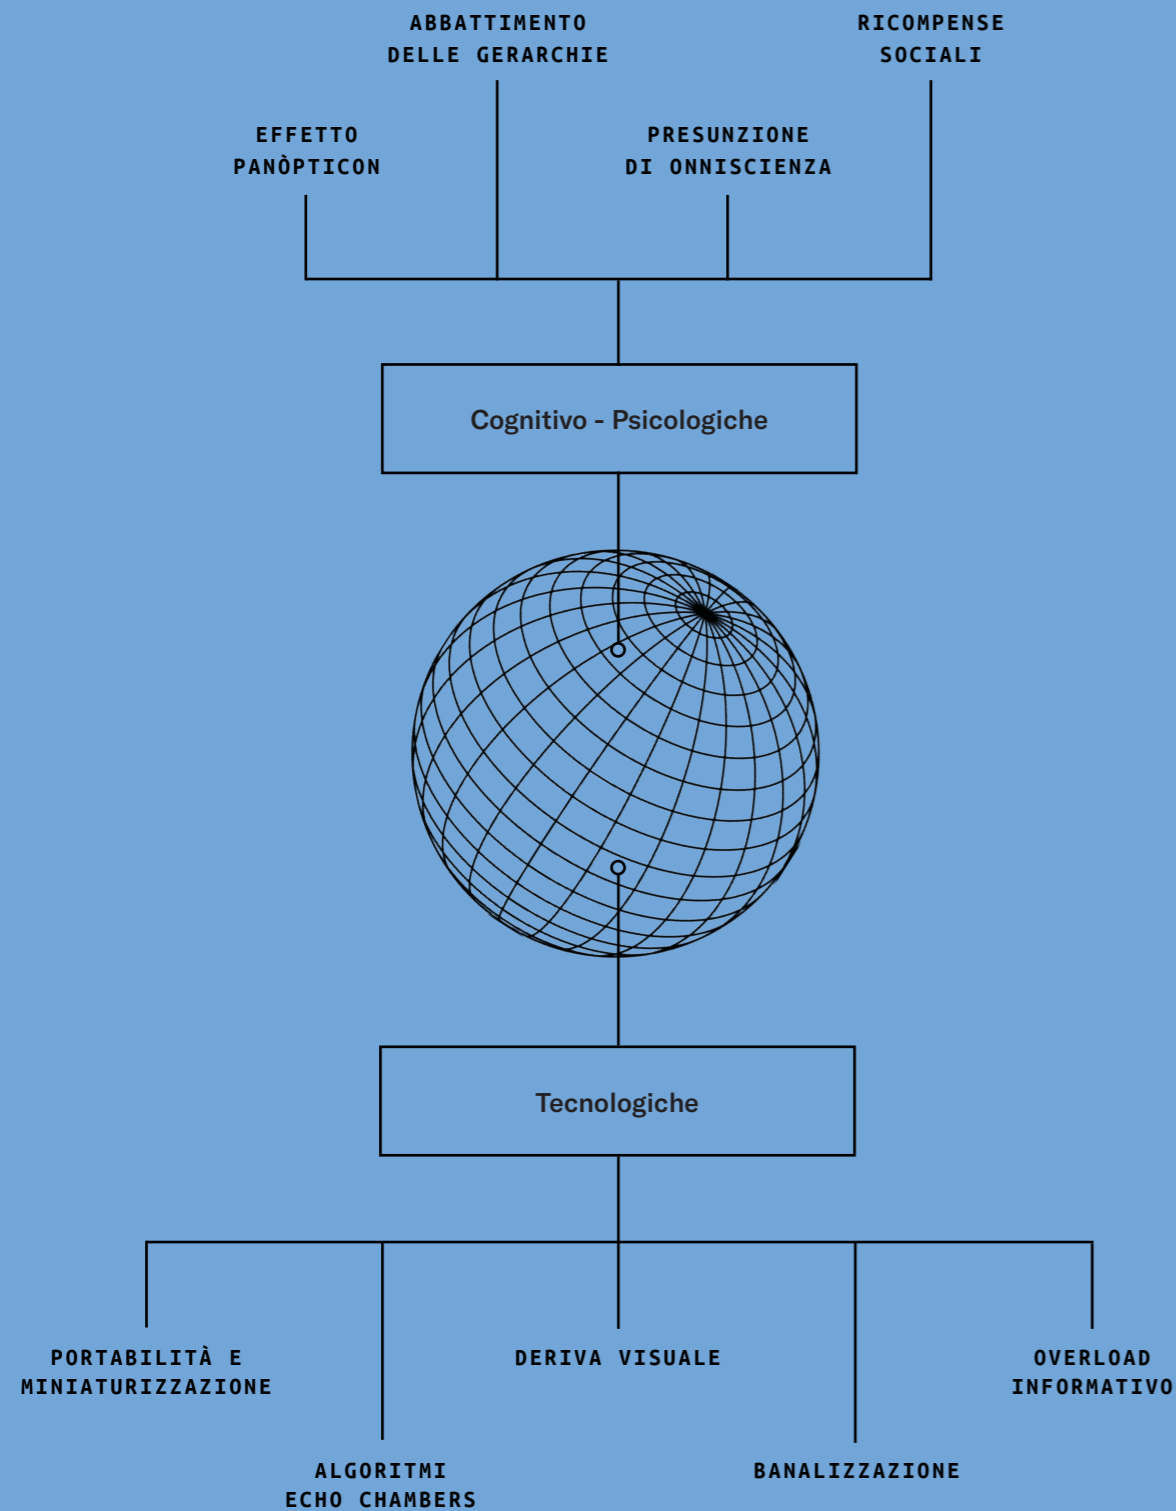 ABBATTIMENTO
DELLE GERARCHIE
RICOMPENSE
SOCIALI
EFFETTO
PANÒPTICON
PRESUNZIONE
DI ONNISCIENZA
Cognitivo - Psicologiche
Tecnologiche
PORTABILITÀ E
MINIATURIZZAZIONE
DERIVA VISUALE
OVERLOAD
INFORMATIVO
ALGORITMI
ECHO CHAMBERS
BANALIZZAZIONE